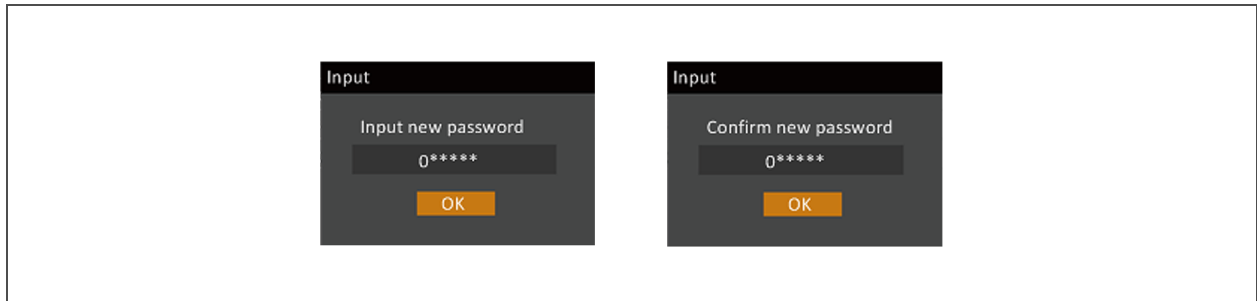 Input
Input new password
0*****
OK
Input
Confirm new password
0*****
OK